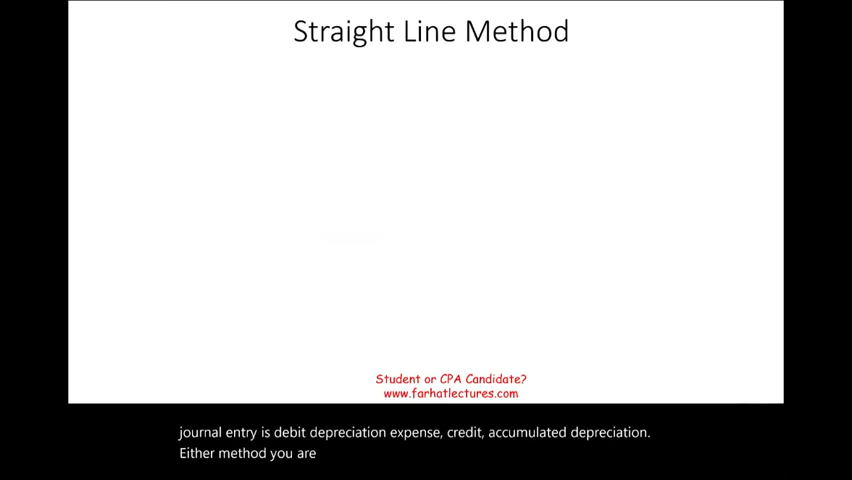 Straight Line Method
Student or CPA Candidate?
www.farhatlectures.com
journal entry is debit depreciation expense, credit, accumulated depreciation.
Either method you are